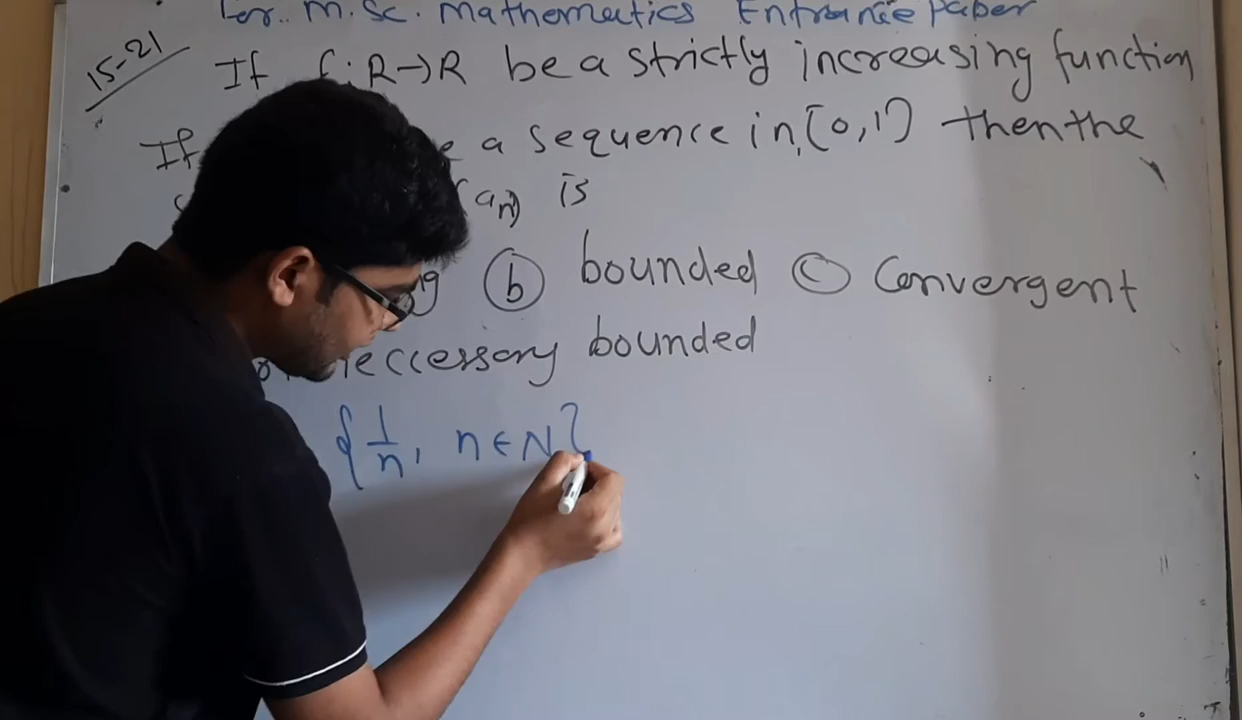 For.. M.Sc. Mathematics Entrance Paper
15-21
If f: R→R be a strictly increasing function
If a sequence in [0,1] then the
(an) is
(b) bounded (c) Convergent
neccessary bounded
{1/n, n∈N}